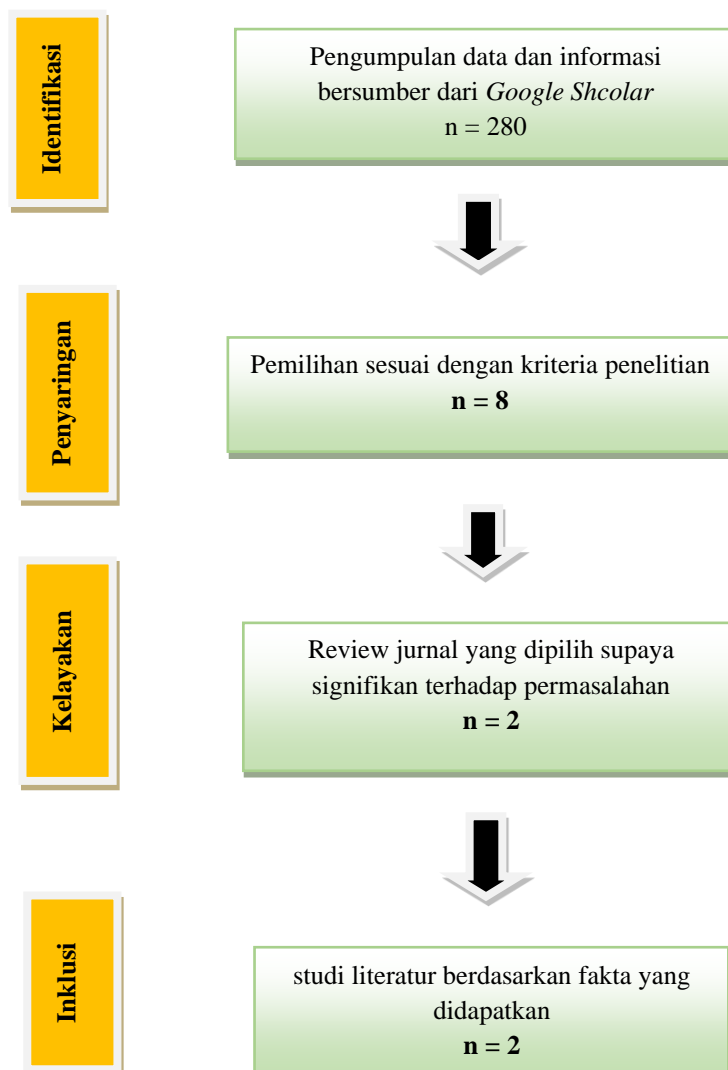 Identifikasi
Pengumpulan data dan informasi
bersumber dari Google Shcolar
n = 280
Penyaringan
Pemilihan sesuai dengan kriteria penelitian
n = 8
Kelayakan
Review jurnal yang dipilih supaya
signifikan terhadap permasalahan
n = 2
Inklusi
studi literatur berdasarkan fakta yang
didapatkan
n = 2